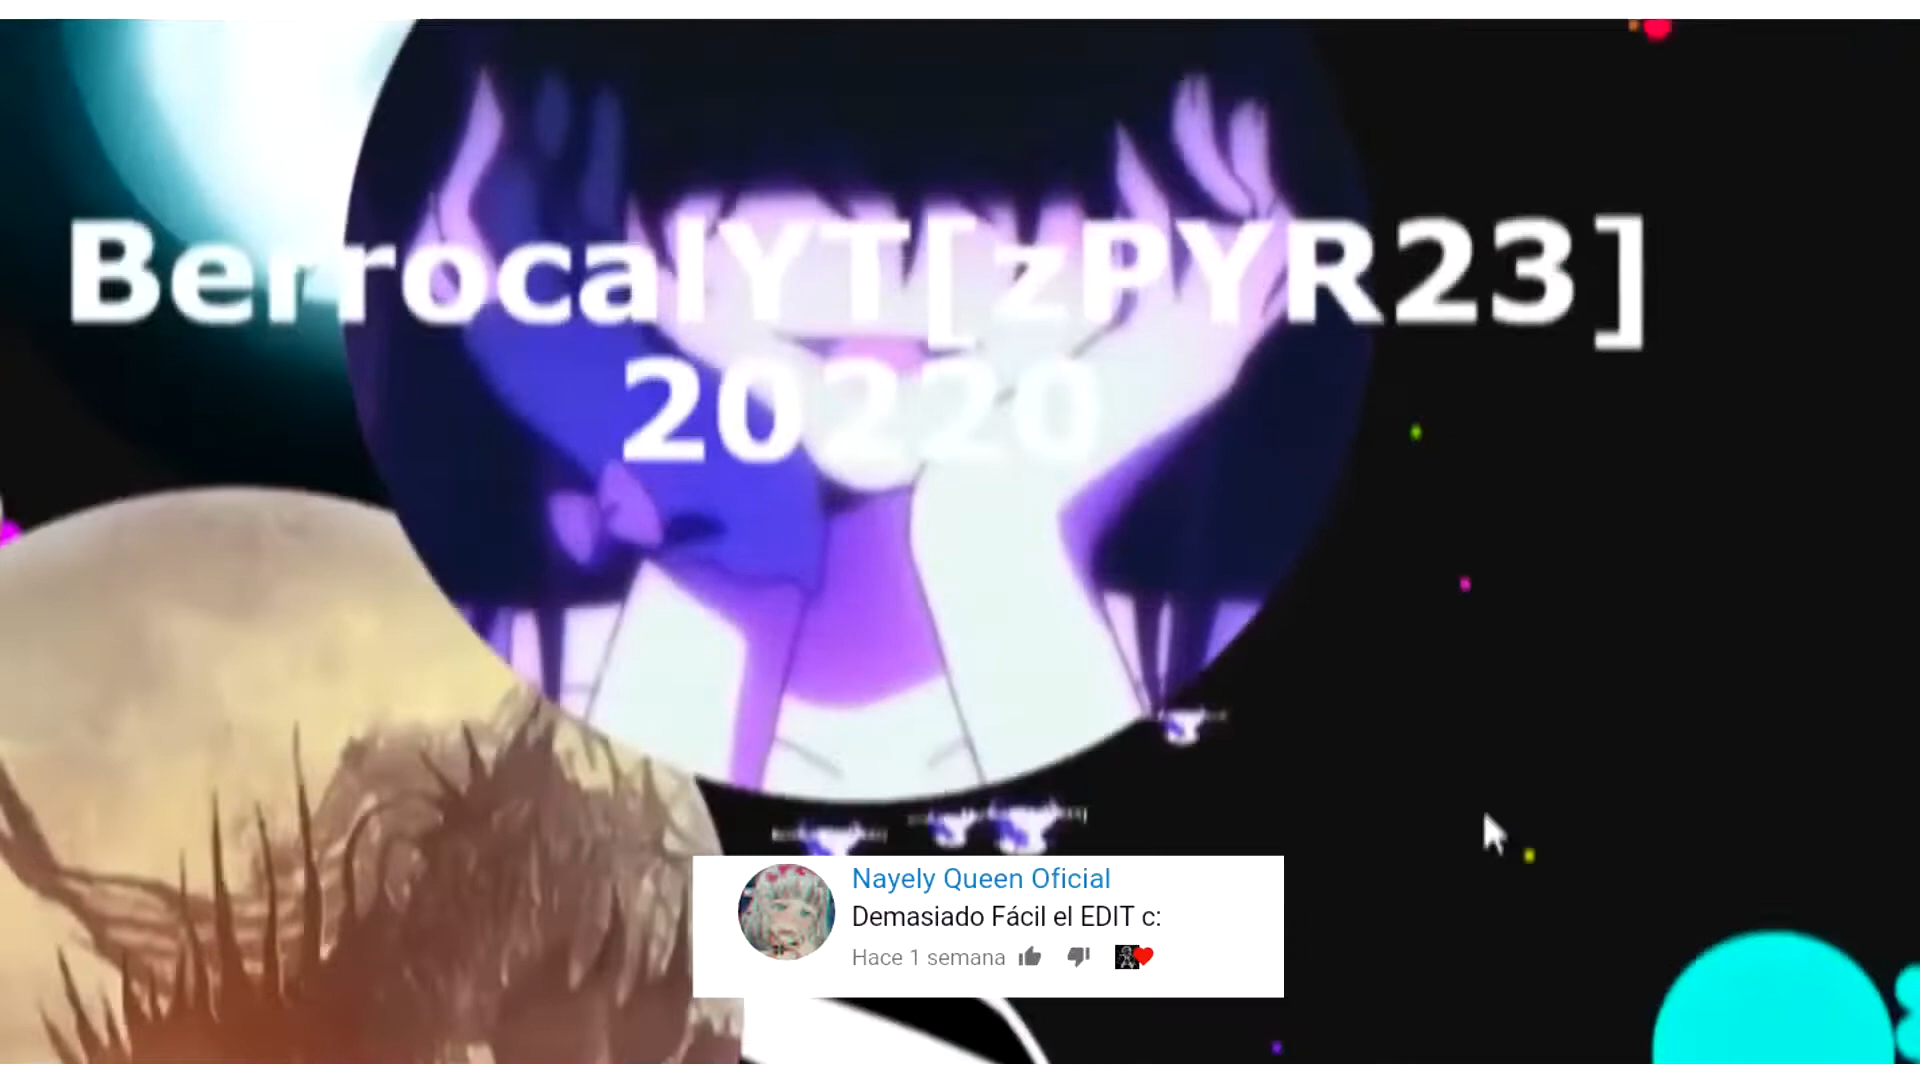 BerrocalYT[zPYR23]
20220
Nayely Queen Oficial
Demasiado Fácil el EDIT c:
Hace 1 semana